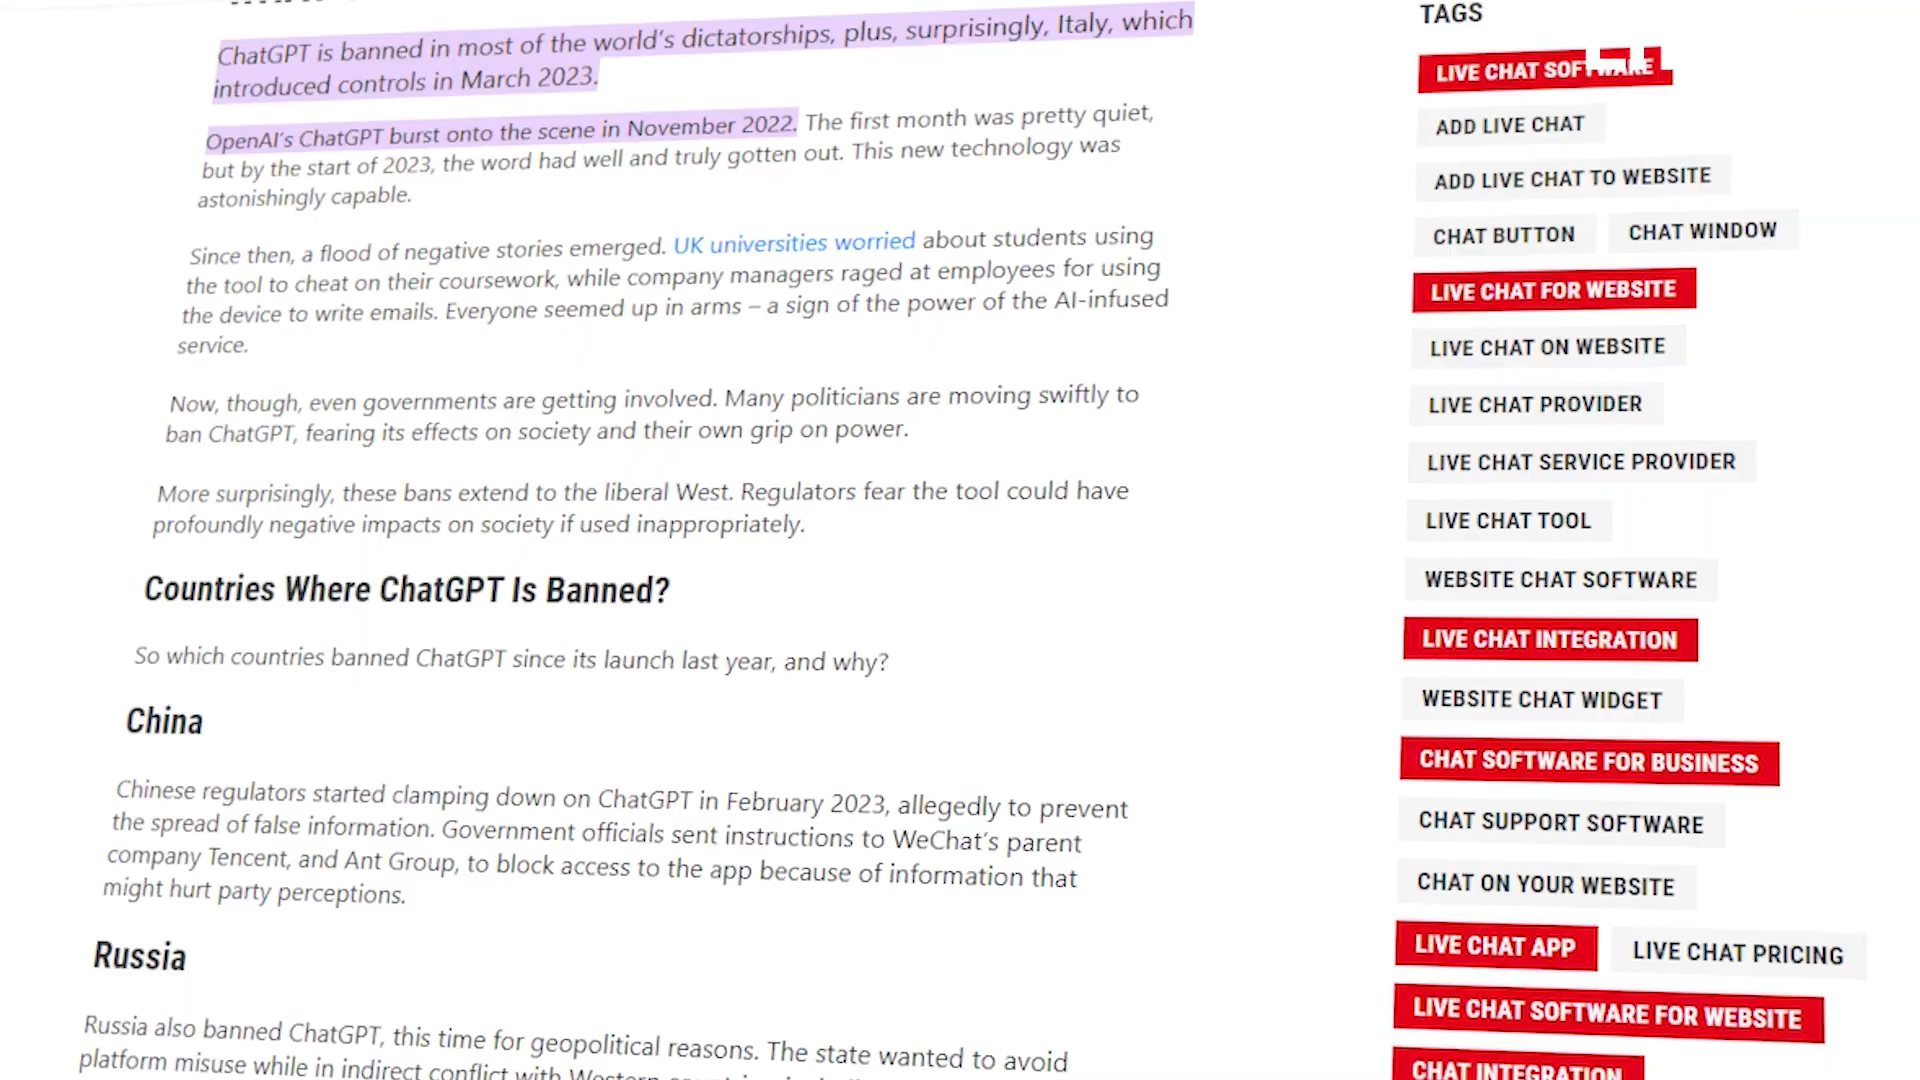 ChatGPT is banned in most of the world's dictatorships, plus, surprisingly, Italy, which
introduced controls in March 2023.
OpenAI's ChatGPT burst onto the scene in November 2022. The first month was pretty quiet,
but by the start of 2023, the word had well and truly gotten out. This new technology was
astonishingly capable.
Since then, a flood of negative stories emerged. UK universities worried about students using
the tool to cheat on their coursework, while company managers raged at employees for using
the device to write emails. Everyone seemed up in arms – a sign of the power of the AI-infused
service.
Now, though, even governments are getting involved. Many politicians are moving swiftly to
ban ChatGPT, fearing its effects on society and their own grip on power.
More surprisingly, these bans extend to the liberal West. Regulators fear the tool could have
profoundly negative impacts on society if used inappropriately.
Countries Where ChatGPT Is Banned?
So which countries banned ChatGPT since its launch last year, and why?
China
Chinese regulators started clamping down on ChatGPT in February 2023, allegedly to prevent
the spread of false information. Government officials sent instructions to WeChat's parent
company Tencent, and Ant Group, to block access to the app because of information that
might hurt party perceptions.
Russia
Russia also banned ChatGPT, this time for geopolitical reasons. The state wanted to avoid
platform misuse while in indirect conflict with Western
TAGS
LIVE CHAT SOFTWARE
ADD LIVE CHAT
ADD LIVE CHAT TO WEBSITE
CHAT BUTTON CHAT WINDOW
LIVE CHAT FOR WEBSITE
LIVE CHAT ON WEBSITE
LIVE CHAT PROVIDER
LIVE CHAT SERVICE PROVIDER
LIVE CHAT TOOL
WEBSITE CHAT SOFTWARE
LIVE CHAT INTEGRATION
WEBSITE CHAT WIDGET
CHAT SOFTWARE FOR BUSINESS
CHAT SUPPORT SOFTWARE
CHAT ON YOUR WEBSITE
LIVE CHAT APP LIVE CHAT PRICING
LIVE CHAT SOFTWARE FOR WEBSITE
CHAT INTEGRATION